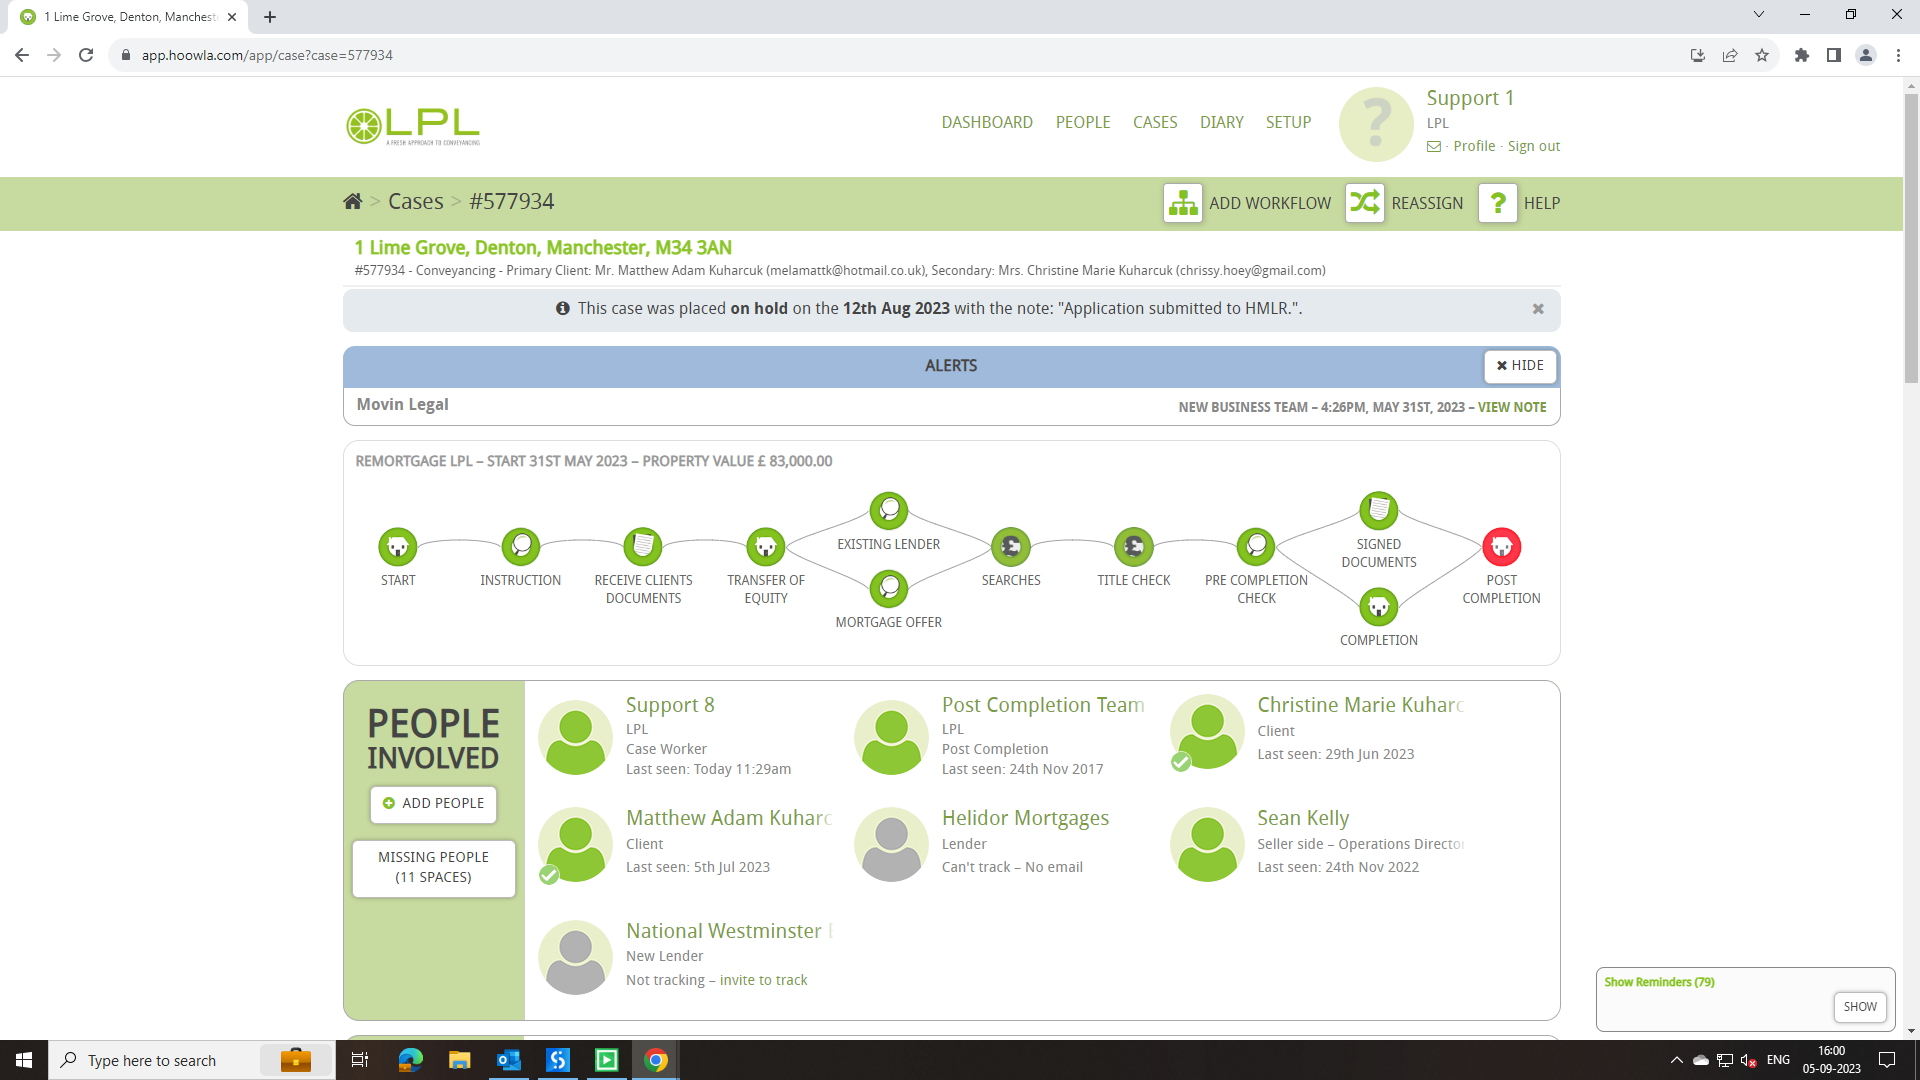 1 Lime Grove, Denton, Manchest
app.hoowla.com/app/case?case=577934
LPL
A FRESH APPROACH TO CONVEYANCING
DASHBOARD PEOPLE CASES DIARY SETUP
?
Support 1
LPL
· Profile · Sign out
> Cases > #577934
ADD WORKFLOW REASSIGN ? HELP
1 Lime Grove, Denton, Manchester, M34 3AN
#577934 - Conveyancing - Primary Client: Mr. Matthew Adam Kuharcuk (melamattk@hotmail.co.uk), Secondary: Mrs. Christine Marie Kuharcuk (chrissy.hoey@gmail.com)
This case was placed on hold on the 12th Aug 2023 with the note: "Application submitted to HMLR.".
ALERTS
HIDE
Movin Legal
NEW BUSINESS TEAM – 4:26PM, MAY 31ST, 2023 – VIEW NOTE
REMORTGAGE LPL – START 31ST MAY 2023 – PROPERTY VALUE £ 83,000.00
START
INSTRUCTION
RECEIVE CLIENTS
DOCUMENTS
TRANSFER OF
EQUITY
EXISTING LENDER
MORTGAGE OFFER
SEARCHES
TITLE CHECK
PRE COMPLETION
CHECK
SIGNED
DOCUMENTS
COMPLETION
POST
COMPLETION
PEOPLE
INVOLVED
ADD PEOPLE
MISSING PEOPLE
(11 SPACES)
Support 8
LPL
Case Worker
Last seen: Today 11:29am
Post Completion Team
LPL
Post Completion
Last seen: 24th Nov 2017
Christine Marie Kuharc
Client
Last seen: 29th Jun 2023
Matthew Adam Kuharc
Client
Last seen: 5th Jul 2023
Helidor Mortgages
Lender
Can't track – No email
Sean Kelly
Seller side – Operations Director
Last seen: 24th Nov 2022
National Westminster
New Lender
Not tracking – invite to track
Show Reminders (79)
SHOW
Type here to search
ENG
16:00
05-09-2023